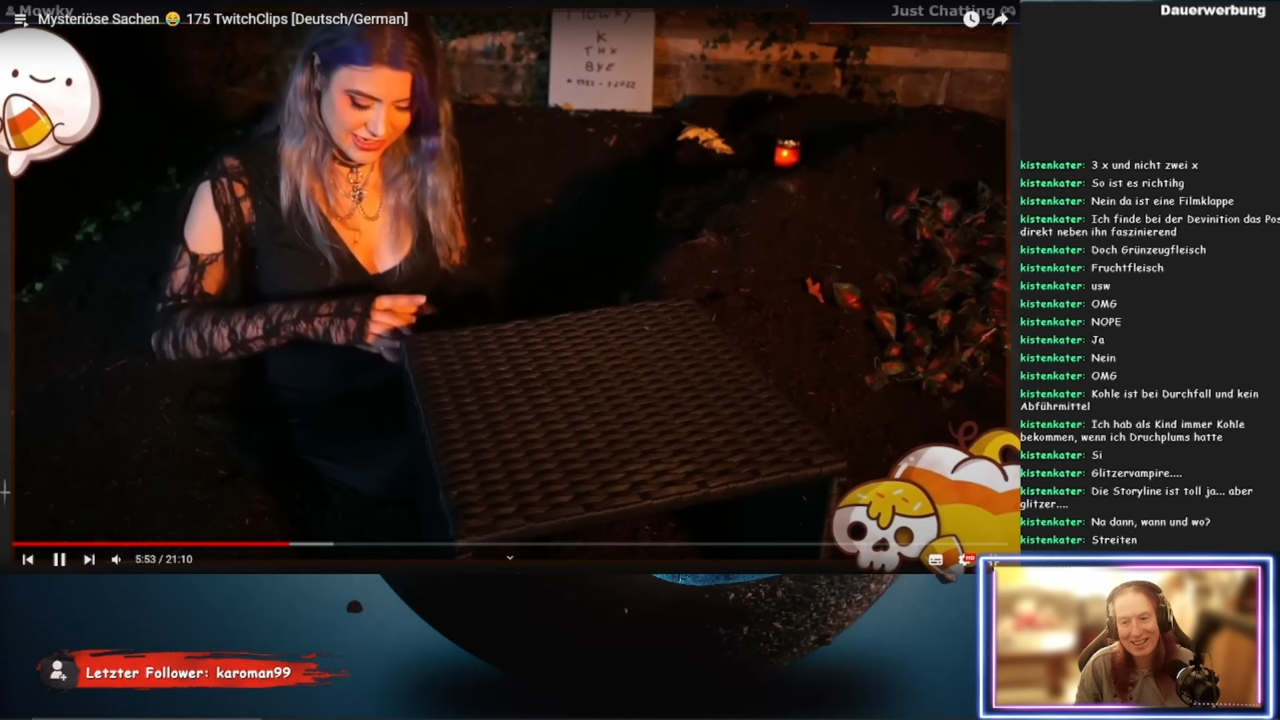 Mowky
Mysteriöse Sachen 😂 175 TwitchClips [Deutsch/German]
Just Chatting
Dauerwerbung
Mowky
K
THX
BYE
kistenkater: 3 x und nicht zwei x
kistenkater: So ist es richtihg
kistenkater: Nein da ist eine Filmklappe
kistenkater: Ich finde bei der Devinition das Pos
direkt neben ihn faszinierend
kistenkater: Doch Grünzeugfleisch
kistenkater: Fruchtfleisch
kistenkater: usw
kistenkater: OMG
kistenkater: NOPE
kistenkater: Ja
kistenkater: Nein
kistenkater: OMG
kistenkater: Kohle ist bei Durchfall und kein
Abführmittel
kistenkater: Ich hab als Kind immer Kohle
bekommen, wenn ich Druchplums hatte
kistenkater: Si
kistenkater: Glitzervampire....
kistenkater: Die Storyline ist toll ja... aber
glitzer....
kistenkater: Na dann, wann und wo?
kistenkater: Streiten
5:53 / 21:10
HD
Letzter Follower: karoman99